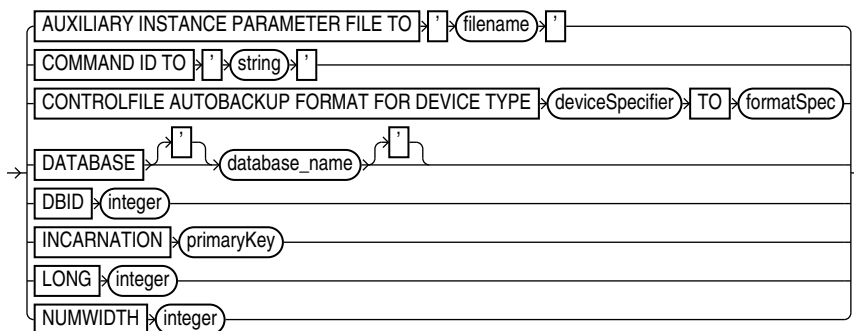 AUXILIARY INSTANCE PARAMETER FILE TO ' filename '
COMMAND ID TO ' string '
CONTROLFILE AUTOBACKUP FORMAT FOR DEVICE TYPE deviceSpecifier TO formatSpec
DATABASE ' database_name '
DBID integer
INCARNATION primaryKey
LONG integer
NUMWIDTH integer